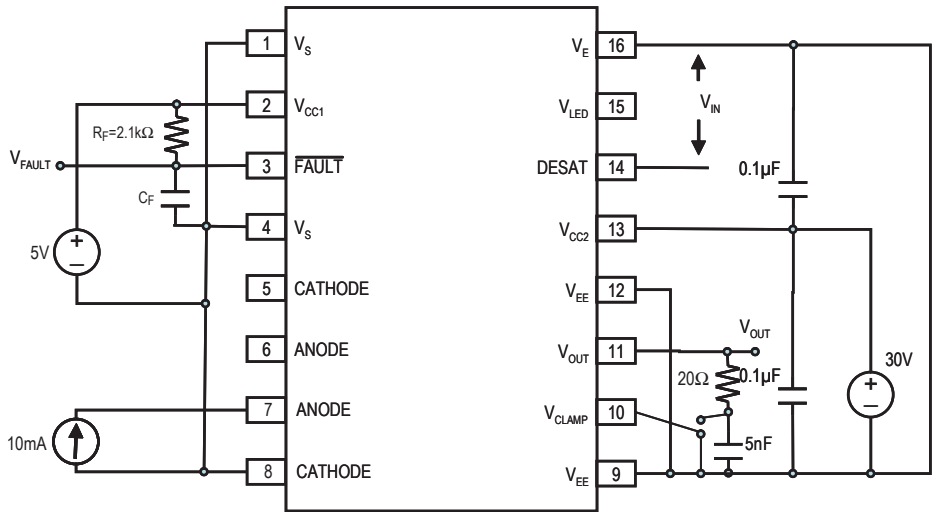 1 V_S
V_E 16
2 V_CC1
V_LED 15
V_IN
R_F=2.1kΩ
V_FAULT
3 FAULT
DESAT 14
0.1µF
C_F
4 V_S
V_CC2 13
5V
+
–
5 CATHODE
V_EE 12
6 ANODE
V_OUT 11
V_OUT
20Ω
0.1µF
30V
+
–
7 ANODE
V_CLAMP 10
10mA
5nF
8 CATHODE
V_EE 9